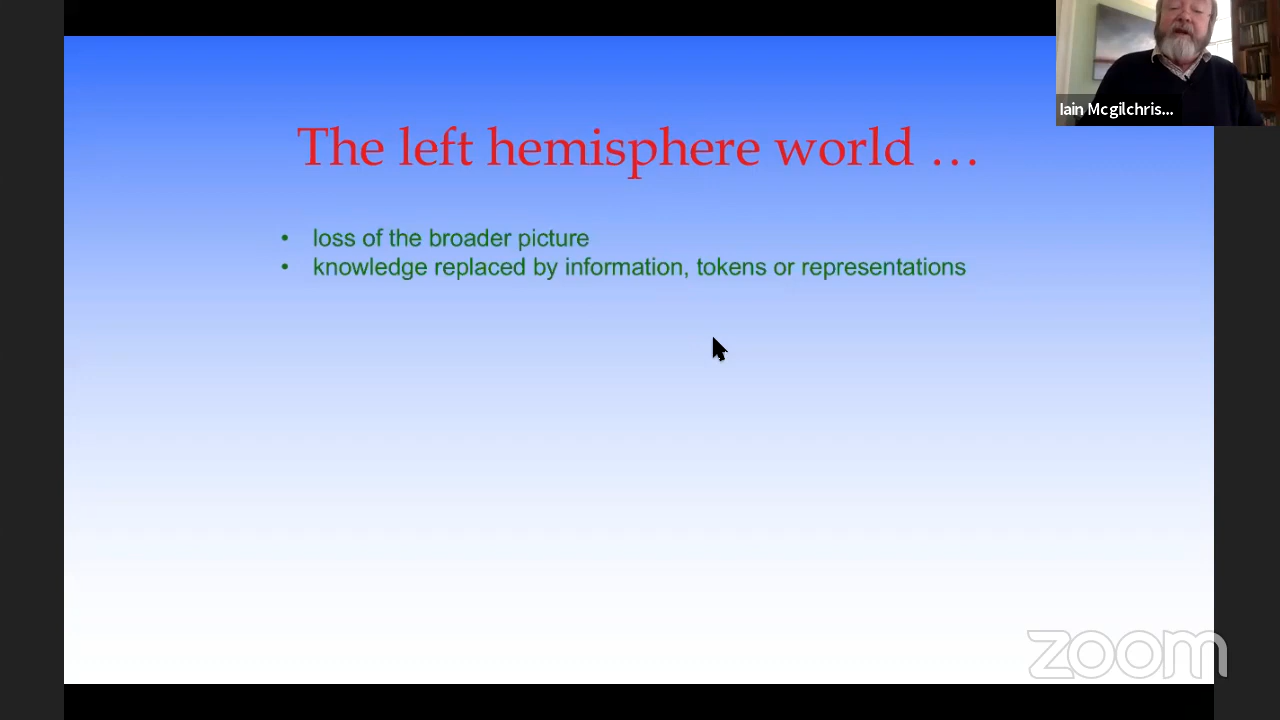 Iain Mcgilchris...
The left hemisphere world …
• loss of the broader picture
• knowledge replaced by information, tokens or representations
zoom